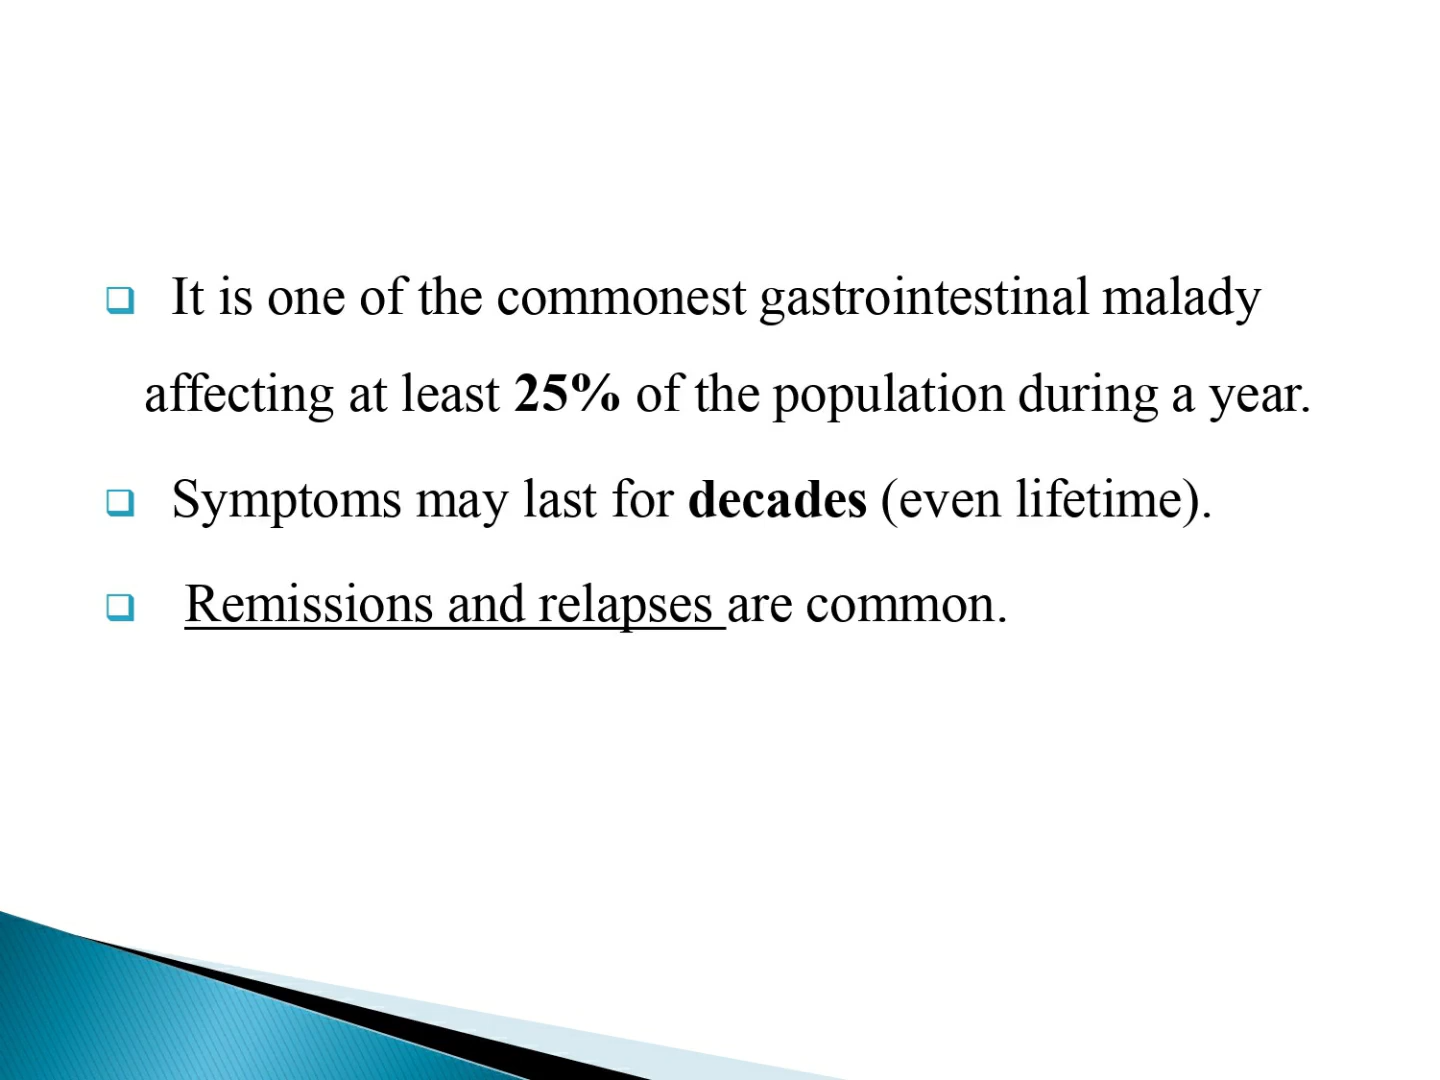 It is one of the commonest gastrointestinal malady
affecting at least 25% of the population during a year.
Symptoms may last for decades (even lifetime).
Remissions and relapses are common.